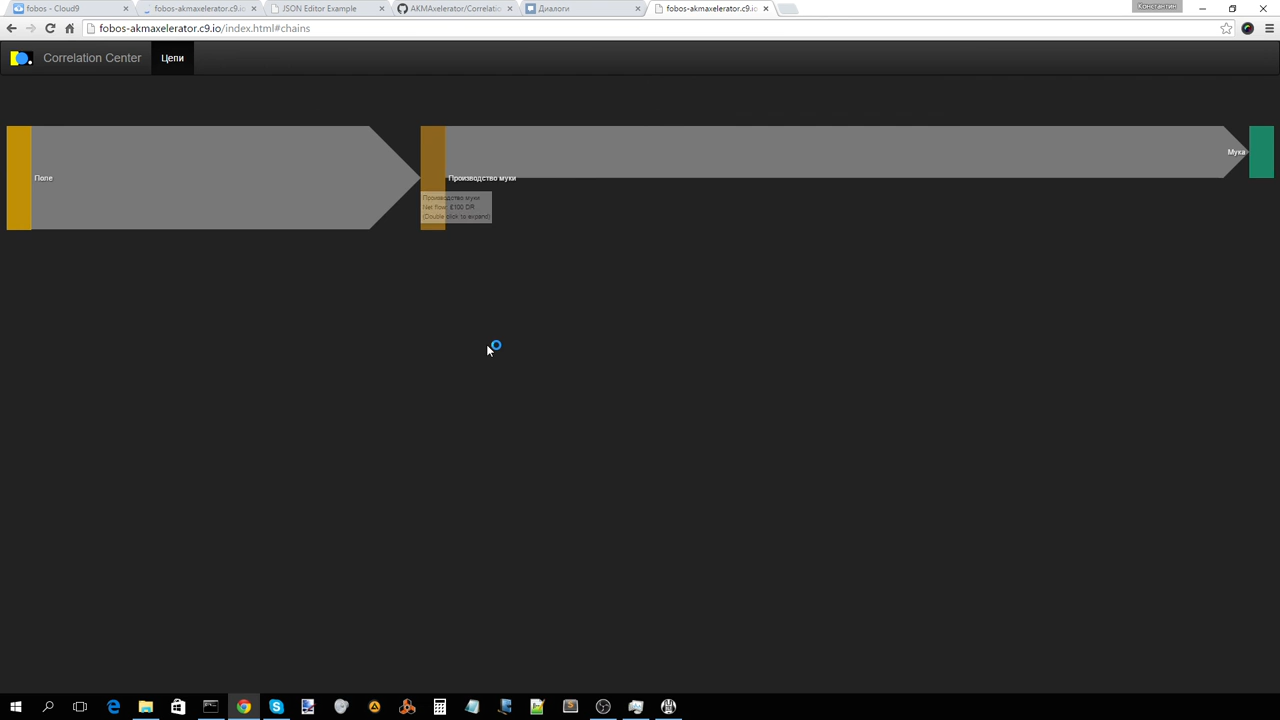 fobos - Cloud9
fobos-akmaxelerator.c9.io/
JSON Editor Example
AKMAxelerator/Correlatio
Диалоги
fobos-akmaxelerator.c9.io/
Константин
fobos-akmaxelerator.c9.io/index.html#chains
Correlation Center
Цепи
Поле
Производство муки
Мука
Производство муки
Net flow: £100 DR
(Double click to expand)